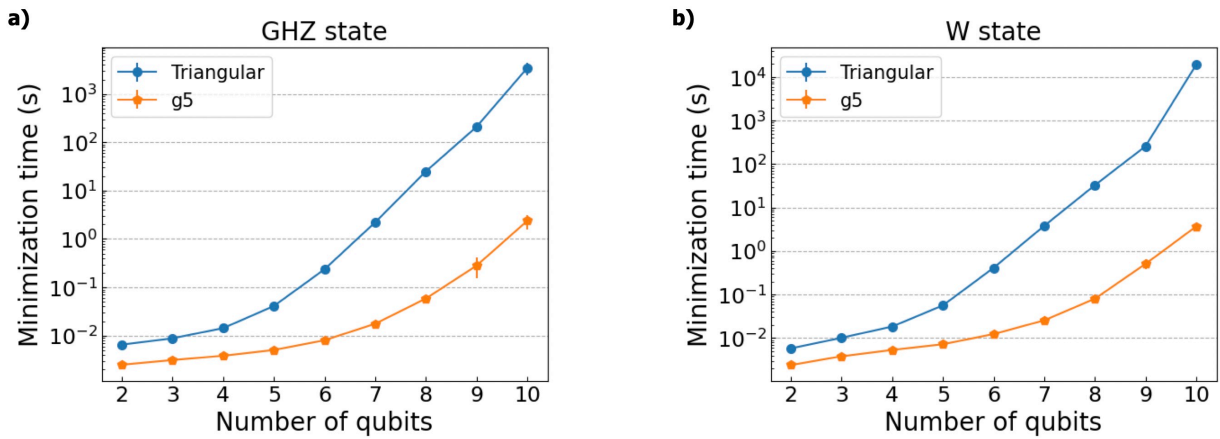 a)
GHZ state
Triangular
g5
Minimization time (s)
10³
10²
10¹
10⁰
10⁻¹
10⁻²
2 3 4 5 6 7 8 9 10
Number of qubits
b)
W state
Triangular
g5
Minimization time (s)
10⁴
10³
10²
10¹
10⁰
10⁻¹
10⁻²
2 3 4 5 6 7 8 9 10
Number of qubits